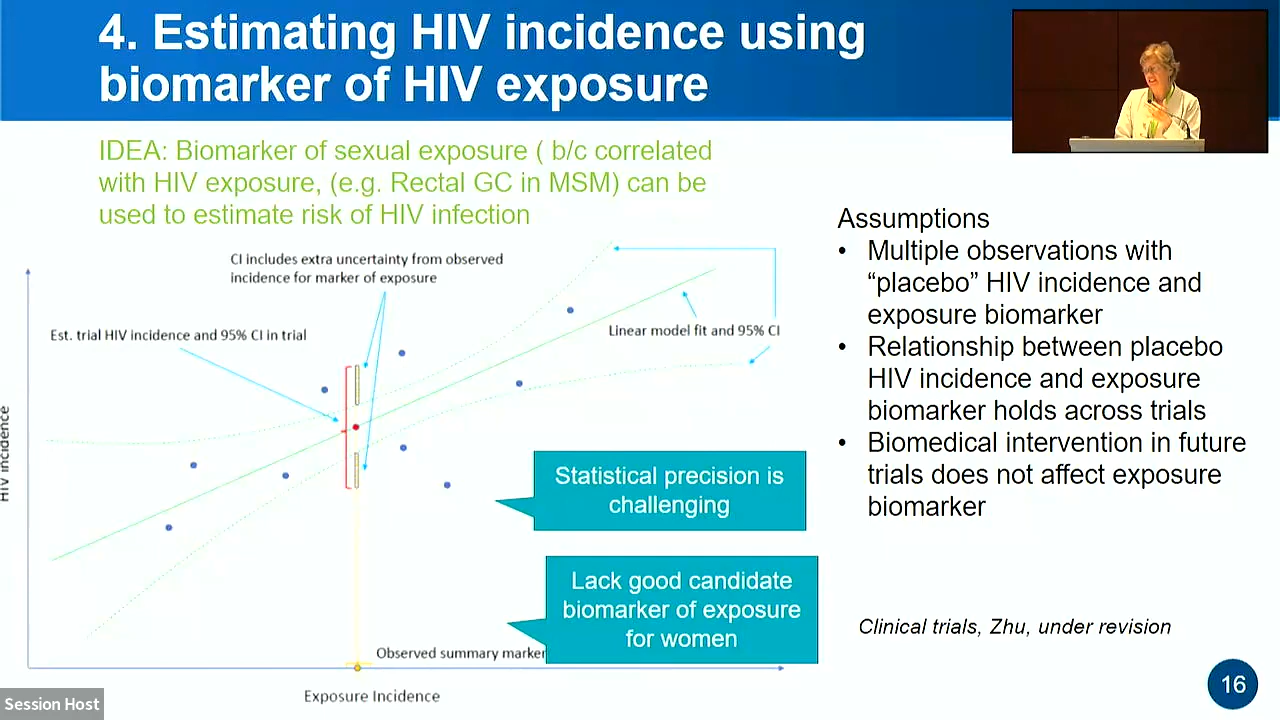 4. Estimating HIV incidence using
biomarker of HIV exposure
IDEA: Biomarker of sexual exposure ( b/c correlated
with HIV exposure, (e.g. Rectal GC in MSM) can be
used to estimate risk of HIV infection
CI includes extra uncertainty from observed
incidence for marker of exposure
Est. trial HIV incidence and 95% CI in trial
Linear model fit and 95% CI
HIV incidence
Statistical precision is
challenging
Lack good candidate
biomarker of exposure
for women
Observed summary marker
Exposure Incidence
Assumptions
• Multiple observations with
“placebo” HIV incidence and
exposure biomarker
• Relationship between placebo
HIV incidence and exposure
biomarker holds across trials
• Biomedical intervention in future
trials does not affect exposure
biomarker
Clinical trials, Zhu, under revision
16
Session Host